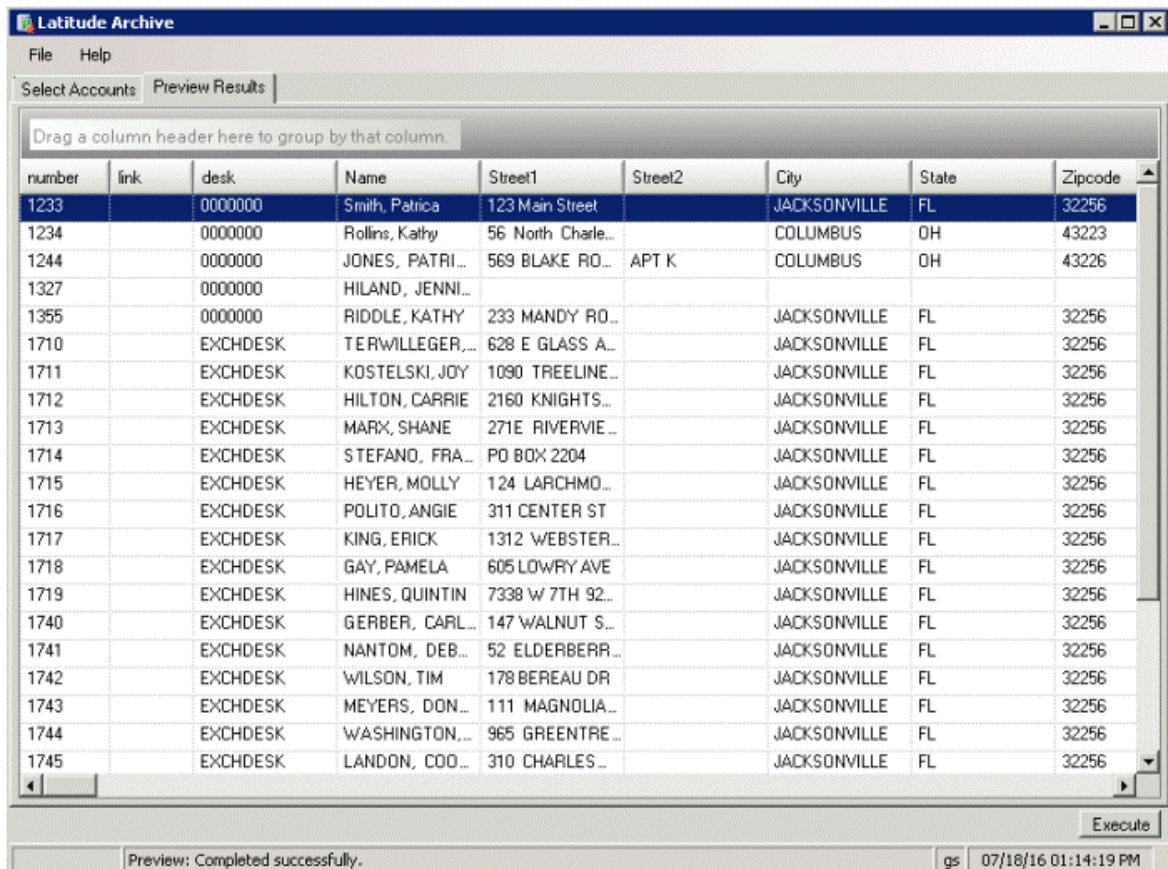 Latitude Archive
File Help
Select Accounts Preview Results
Drag a column header here to group by that column.
number link desk Name Street1 Street2 City State Zipcode
1233 0000000 Smith, Patrica 123 Main Street JACKSONVILLE FL 32256
1234 0000000 Rollins, Kathy 56 North Charle... COLUMBUS OH 43223
1244 0000000 JONES, PATRI... 569 BLAKE RO... APT K COLUMBUS OH 43226
1327 0000000 HILAND, JENNI...
1355 0000000 RIDDLE, KATHY 233 MANDY RO... JACKSONVILLE FL 32256
1710 EXCHDESK TERWILLEGER,... 628 E GLASS A... JACKSONVILLE FL 32256
1711 EXCHDESK KOSTELSKI, JOY 1090 TREELINE... JACKSONVILLE FL 32256
1712 EXCHDESK HILTON, CARRIE 2160 KNIGHTS... JACKSONVILLE FL 32256
1713 EXCHDESK MARX, SHANE 271E RIVERVIE... JACKSONVILLE FL 32256
1714 EXCHDESK STEFANO, FRA... PO BOX 2204 JACKSONVILLE FL 32256
1715 EXCHDESK HEYER, MOLLY 124 LARCHMO... JACKSONVILLE FL 32256
1716 EXCHDESK POLITO, ANGIE 311 CENTER ST JACKSONVILLE FL 32256
1717 EXCHDESK KING, ERICK 1312 WEBSTER... JACKSONVILLE FL 32256
1718 EXCHDESK GAY, PAMELA 605 LOWRY AVE JACKSONVILLE FL 32256
1719 EXCHDESK HINES, QUINTIN 7338 W 7TH 92... JACKSONVILLE FL 32256
1740 EXCHDESK GERBER, CARL... 147 WALNUT S... JACKSONVILLE FL 32256
1741 EXCHDESK NANTOM, DEB... 52 ELDERBERR... JACKSONVILLE FL 32256
1742 EXCHDESK WILSON, TIM 178 BEREAU DR JACKSONVILLE FL 32256
1743 EXCHDESK MEYERS, DON... 111 MAGNOLIA... JACKSONVILLE FL 32256
1744 EXCHDESK WASHINGTON,... 965 GREENTRE... JACKSONVILLE FL 32256
1745 EXCHDESK LANDON, COO... 310 CHARLES... JACKSONVILLE FL 32256
Execute
Preview: Completed successfully. gs 07/18/16 01:14:19 PM